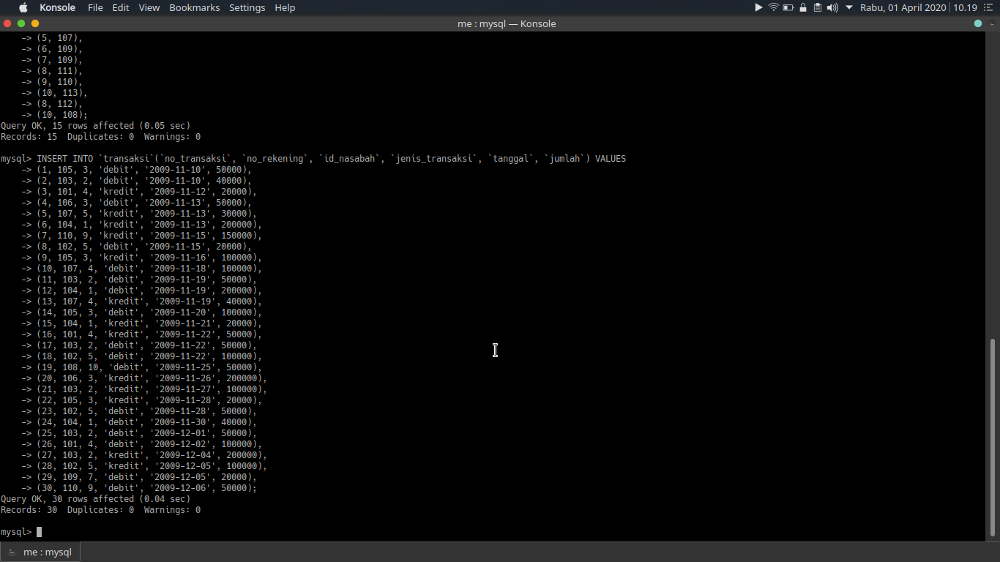 Konsole File Edit View Bookmarks Settings Help Rabu, 01 April 2020 10.19
me : mysql — Konsole
-> (5, 107),
-> (6, 109),
-> (7, 109),
-> (8, 111),
-> (9, 110),
-> (10, 113),
-> (8, 112),
-> (10, 108);
Query OK, 15 rows affected (0.05 sec)
Records: 15  Duplicates: 0  Warnings: 0
mysql> INSERT INTO `transaksi`(`no_transaksi`, `no_rekening`, `id_nasabah`, `jenis_transaksi`, `tanggal`, `jumlah`) VALUES
-> (1, 105, 3, 'debit', '2009-11-10', 50000),
-> (2, 103, 2, 'debit', '2009-11-10', 40000),
-> (3, 101, 4, 'kredit', '2009-11-12', 20000),
-> (4, 106, 3, 'debit', '2009-11-13', 50000),
-> (5, 107, 5, 'kredit', '2009-11-13', 30000),
-> (6, 104, 1, 'kredit', '2009-11-13', 200000),
-> (7, 110, 9, 'kredit', '2009-11-15', 150000),
-> (8, 102, 5, 'debit', '2009-11-15', 20000),
-> (9, 105, 3, 'kredit', '2009-11-16', 100000),
-> (10, 107, 4, 'debit', '2009-11-18', 100000),
-> (11, 103, 2, 'debit', '2009-11-19', 50000),
-> (12, 104, 1, 'debit', '2009-11-19', 200000),
-> (13, 107, 4, 'kredit', '2009-11-19', 40000),
-> (14, 105, 3, 'debit', '2009-11-20', 100000),
-> (15, 104, 1, 'kredit', '2009-11-21', 20000),
-> (16, 101, 4, 'kredit', '2009-11-22', 50000),
-> (17, 103, 2, 'debit', '2009-11-22', 50000),
-> (18, 102, 5, 'debit', '2009-11-22', 100000),
-> (19, 108, 10, 'debit', '2009-11-25', 50000),
-> (20, 106, 3, 'kredit', '2009-11-26', 200000),
-> (21, 103, 2, 'kredit', '2009-11-27', 100000),
-> (22, 105, 3, 'kredit', '2009-11-28', 20000),
-> (23, 102, 5, 'debit', '2009-11-28', 50000),
-> (24, 104, 1, 'debit', '2009-11-30', 40000),
-> (25, 103, 2, 'debit', '2009-12-01', 50000),
-> (26, 101, 4, 'debit', '2009-12-02', 100000),
-> (27, 103, 2, 'kredit', '2009-12-04', 200000),
-> (28, 102, 5, 'kredit', '2009-12-05', 100000),
-> (29, 109, 7, 'debit', '2009-12-05', 20000),
-> (30, 110, 9, 'debit', '2009-12-06', 50000);
Query OK, 30 rows affected (0.04 sec)
Records: 30  Duplicates: 0  Warnings: 0
mysql>
me : mysql